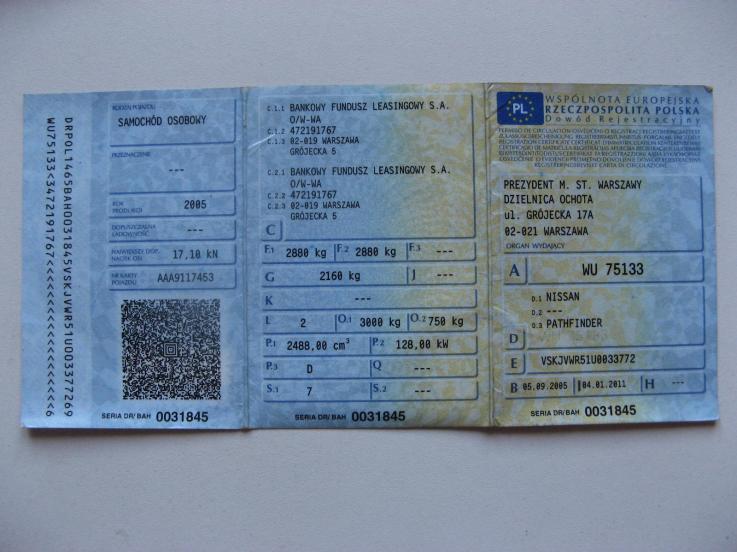 DRPOL1465BAH0031845VSKJVWR51U003377269
WU75133<3472191767<<<<<<<<<<<<<<<<<<<6
RODZAJ POJAZDU
SAMOCHÓD OSOBOWY
PRZEZNACZENIE
---
ROK PRODUKCJI
2005
DOPUSZCZALNA ŁADOWNOŚĆ
---
NAJWIĘKSZY DOP. NACISK OSI
17,10 kN
NR KARTY POJAZDU
AAA9117453
SERIA DR/ BAH 0031845
C.1.1 BANKOWY FUNDUSZ LEASINGOWY S.A.
O/W-WA
C.1.2 472191767
C.1.3 02-019 WARSZAWA
GRÓJECKA 5
C.2.1 BANKOWY FUNDUSZ LEASINGOWY S.A.
O/W-WA
C.2.2 472191767
C.2.3 02-019 WARSZAWA
GRÓJECKA 5
C
F.1 2880 kg F.2 2880 kg F.3 ---
G 2160 kg J ---
K ---
L 2 O.1 3000 kg O.2 750 kg
P.1 2488,00 cm³ P.2 128,00 kW
P.3 D Q ---
S.1 7 S.2 ---
SERIA DR/ BAH 0031845
PL
WSPÓLNOTA EUROPEJSKA
RZECZPOSPOLITA POLSKA
Dowód Rejestracyjny
PREZYDENT M. ST. WARSZAWY
DZIELNICA OCHOTA
ul. GRÓJECKA 17A
02-021 WARSZAWA
ORGAN WYDAJĄCY
A WU 75133
D.1 NISSAN
D.2 ---
D.3 PATHFINDER
D
E VSKJVWR51U0033772
B 05.09.2005 I 04.01.2011 H ---
SERIA DR/ BAH 0031845